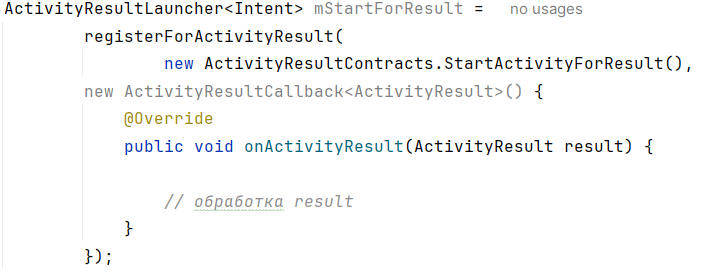 ActivityResultLauncher<Intent> mStartForResult = no usages
registerForActivityResult(
new ActivityResultContracts.StartActivityForResult(),
new ActivityResultCallback<ActivityResult>() {
@Override
public void onActivityResult(ActivityResult result) {
// обработка result
}
});